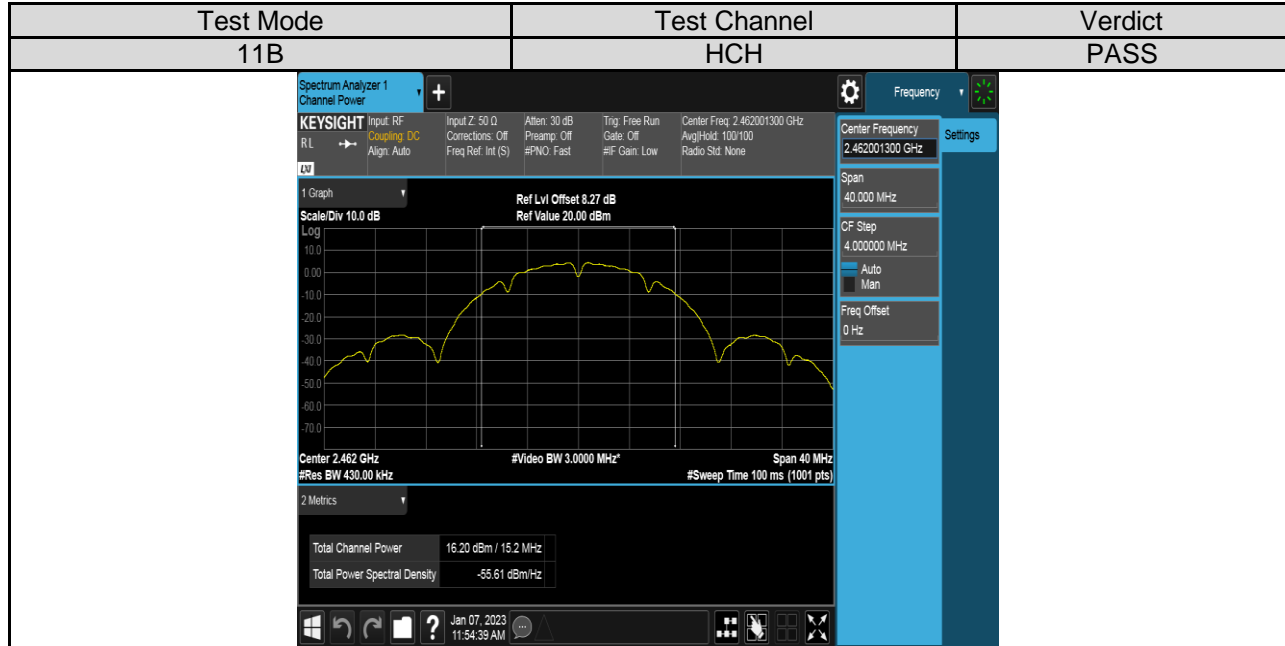 Test Mode Test Channel Verdict
11B HCH PASS
Spectrum Analyzer 1
Channel Power
+
Frequency
KEYSIGHT Input: RF Input Z: 50 Ω Atten: 30 dB Trig: Free Run Center Freq: 2.462001300 GHz
RL Coupling: DC Corrections: Off Preamp: Off Gate: Off Avg|Hold: 100/100
Align: Auto Freq Ref: Int (S) #PNO: Fast #IF Gain: Low Radio Std: None
LXI
Center Frequency
2.462001300 GHz
Settings
Span
40.000 MHz
CF Step
4.000000 MHz
Auto
Man
Freq Offset
0 Hz
1 Graph
Ref Lvl Offset 8.27 dB
Scale/Div 10.0 dB Ref Value 20.00 dBm
Log
10.0
0.00
-10.0
-20.0
-30.0
-40.0
-50.0
-60.0
-70.0
Center 2.462 GHz #Video BW 3.0000 MHz* Span 40 MHz
#Res BW 430.00 kHz #Sweep Time 100 ms (1001 pts)
2 Metrics
Total Channel Power 16.20 dBm / 15.2 MHz
Total Power Spectral Density -55.61 dBm/Hz
? Jan 07, 2023
11:54:39 AM